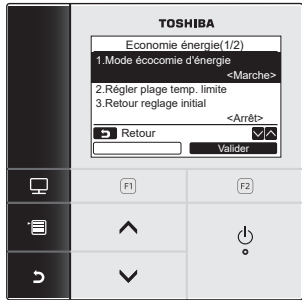 TOSHIBA
Economie énergie(1/2)
1.Mode écocomie d'énergie
<Marche>
2.Régler plage temp. limite
3.Retour reglage initial
<Arrêt>
Retour
Valider
F1
F2